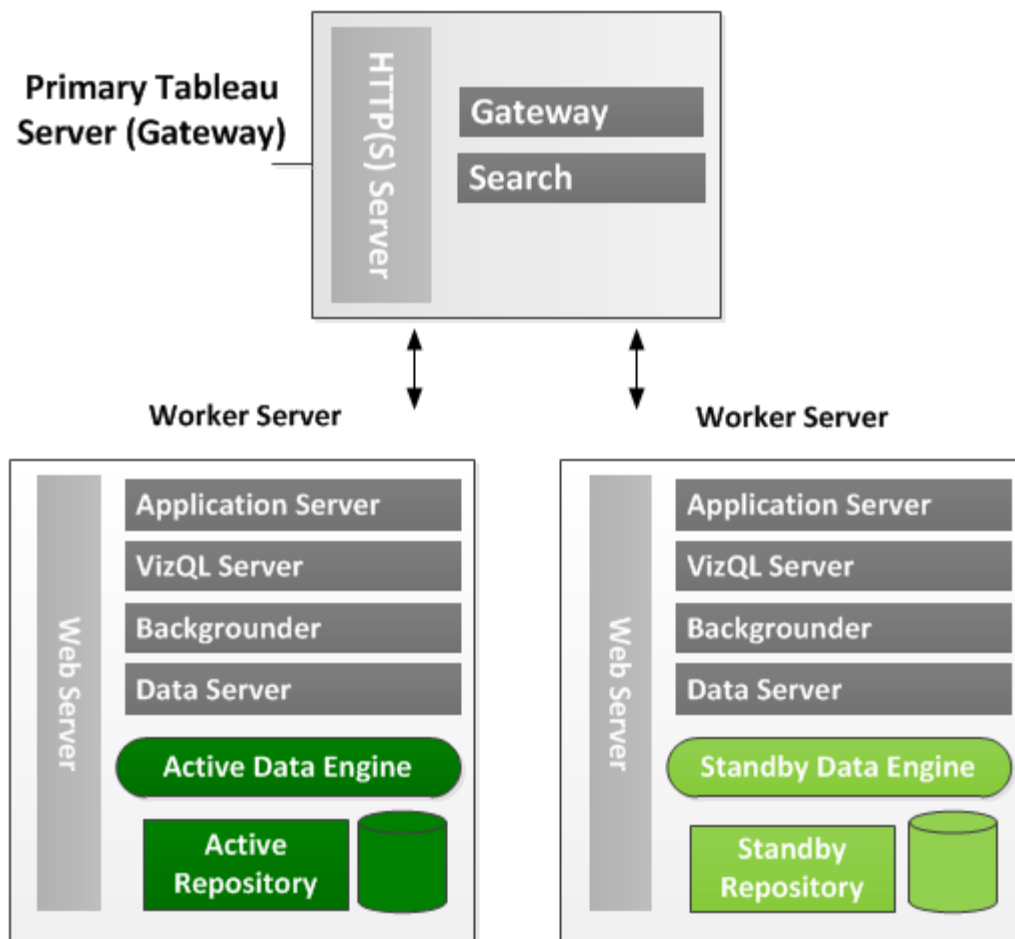 Primary Tableau
Server (Gateway)
HTTP(S) Server
Gateway
Search
Worker Server
Web Server
Application Server
VizQL Server
Backgrounder
Data Server
Active Data Engine
Active
Repository
Worker Server
Web Server
Application Server
VizQL Server
Backgrounder
Data Server
Standby Data Engine
Standby
Repository